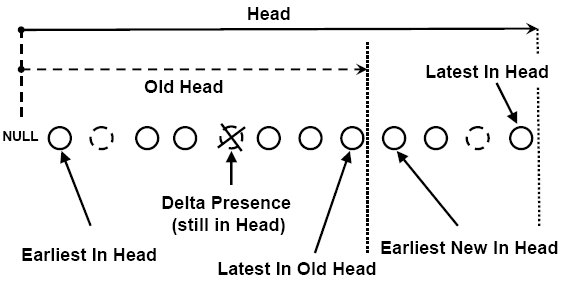 Head
Old Head
Latest In Head
NULL
Delta Presence
(still in Head)
Earliest In Head
Latest In Old Head
Earliest New In Head